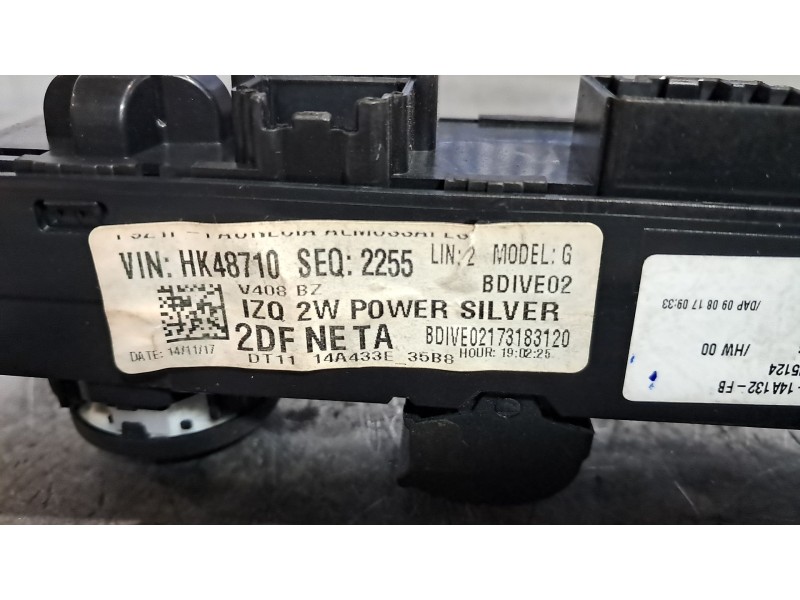 VIN: HK48710 SEQ: 2255 LIN: 2 MODEL: G
V408 BZ BDIVE02
IZQ 2W POWER SILVER
2DF NETA BDIVE02173183120
DATE: 14/11/17 DT11 14A433E 35B8 HOUR: 19:02:25
/DAP 09 08 17 09:33
/HW 00
5124
14A132-FB